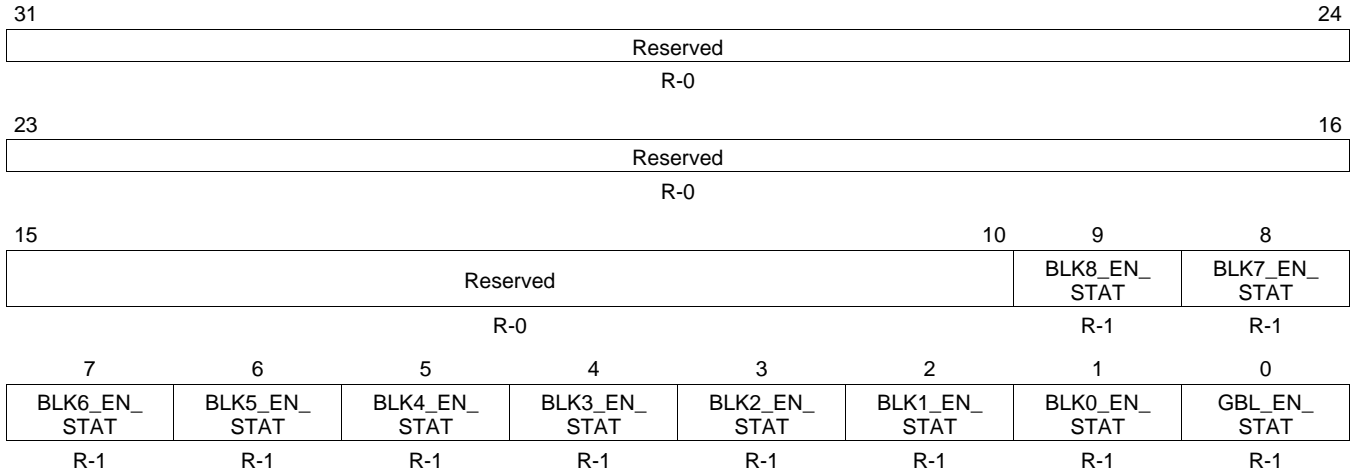 31 24
Reserved
R-0
23 16
Reserved
R-0
15 10 9 8
Reserved BLK8_EN_ BLK7_EN_
STAT STAT
R-0 R-1 R-1
7 6 5 4 3 2 1 0
BLK6_EN_ BLK5_EN_ BLK4_EN_ BLK3_EN_ BLK2_EN_ BLK1_EN_ BLK0_EN_ GBL_EN_
STAT STAT STAT STAT STAT STAT STAT STAT
R-1 R-1 R-1 R-1 R-1 R-1 R-1 R-1